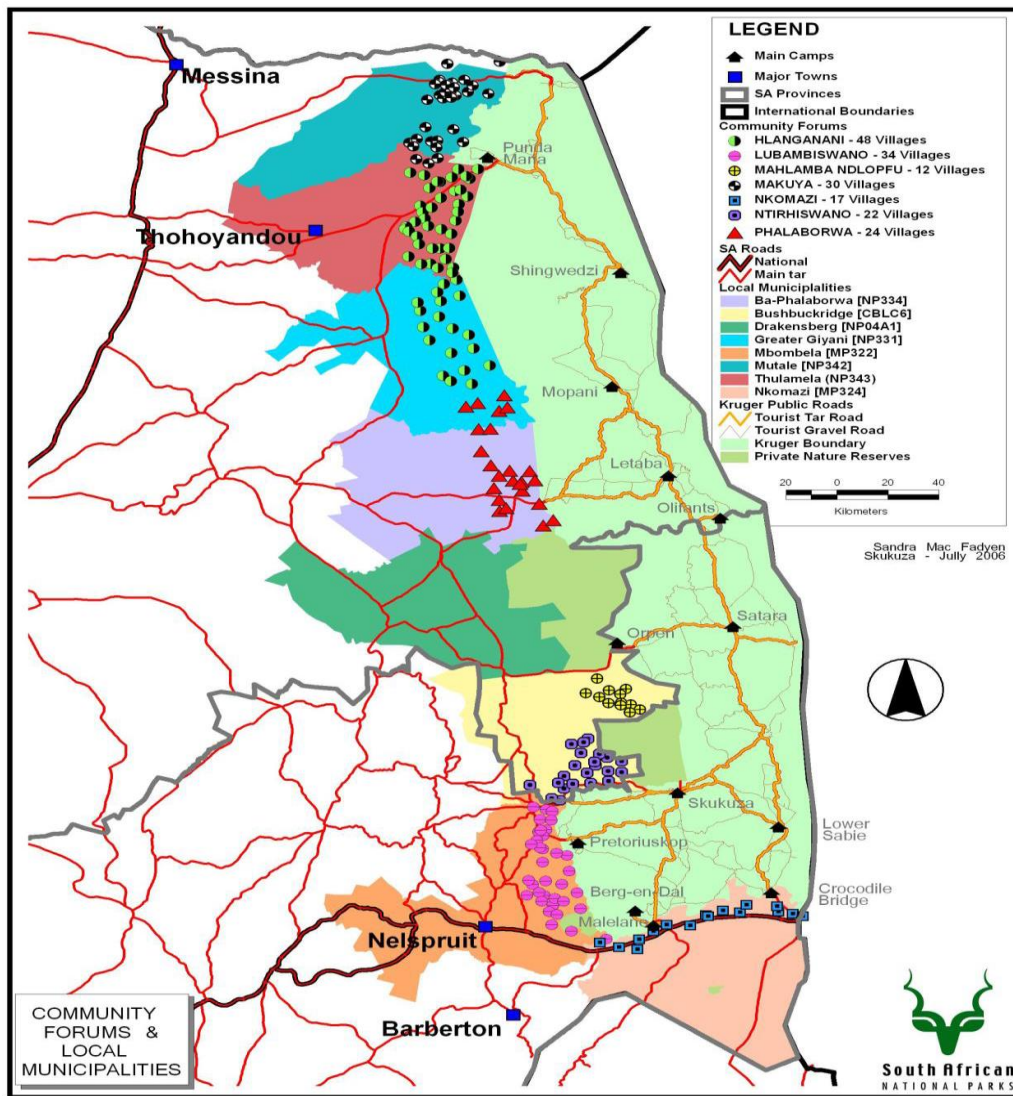 LEGEND
Main Camps
Major Towns
SA Provinces
International Boundaries
Community Forums
HLANGANANI - 48 Villages
LUBAMBISWANO - 34 Villages
MAHLAMBA NDLOPFU - 12 Villages
MAKUYA - 30 Villages
NKOMAZI - 17 Villages
NTIRHISWANO - 22 Villages
PHALABORWA - 24 Villages
SA Roads
National
Main tar
Local Municiplalities
Ba-Phalaborwa [NP334]
Bushbuckridge [CBLC6]
Drakensberg [NP04A1]
Greater Giyani [NP331]
Mbombela [MP322]
Mutale [NP342]
Thulamela [NP343)
Nkomazi [MP324]
Kruger Public Roads
Tourist Tar Road
Tourist Gravel Road
Kruger Boundary
Private Nature Reserves
20 0 20 40
Kilometers
Sandra Mac Fadyen
Skukuza - Jully 2006
Messina
Punda
Maria
Thohoyandou
Shingwedzi
Mopani
Letaba
Olifants
Satara
Orpen
Skukuza
Lower
Sabie
Pretoriuskop
Berg-en-Dal
Crocodile
Bridge
Malelane
Nelspruit
Barberton
COMMUNITY
FORUMS &
LOCAL
MUNICIPALITIES
South African
NATIONAL PARKS